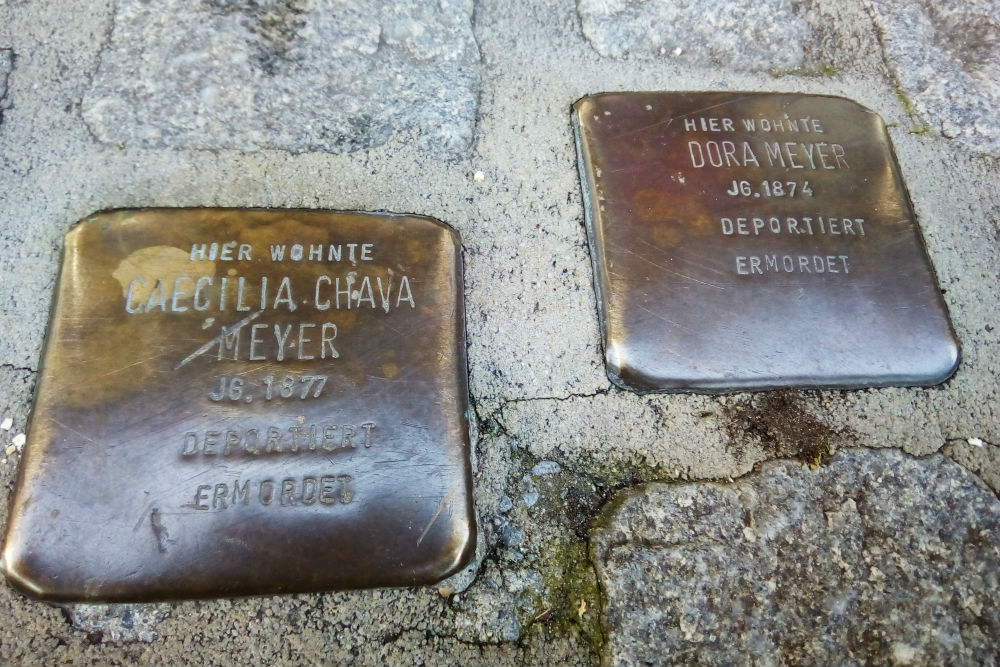 HIER WOHNTE
CAECILIA CHAVA
MEYER
JG. 1877
DEPORTIERT
ERMORDET
HIER WOHNTE
DORA MEYER
JG. 1874
DEPORTIERT
ERMORDET